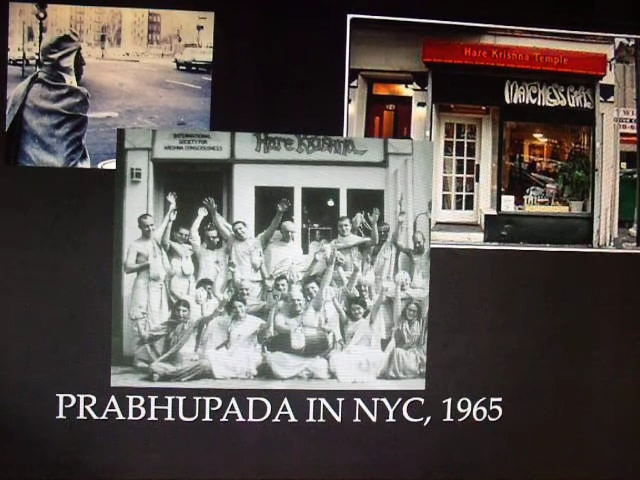 Hare Krishna Temple
MATCHLESS GIFTS
INTERNATIONAL
SOCIETY FOR
KRISHNA CONSCIOUSNESS
Hare Krishna
PRABHUPADA IN NYC, 1965